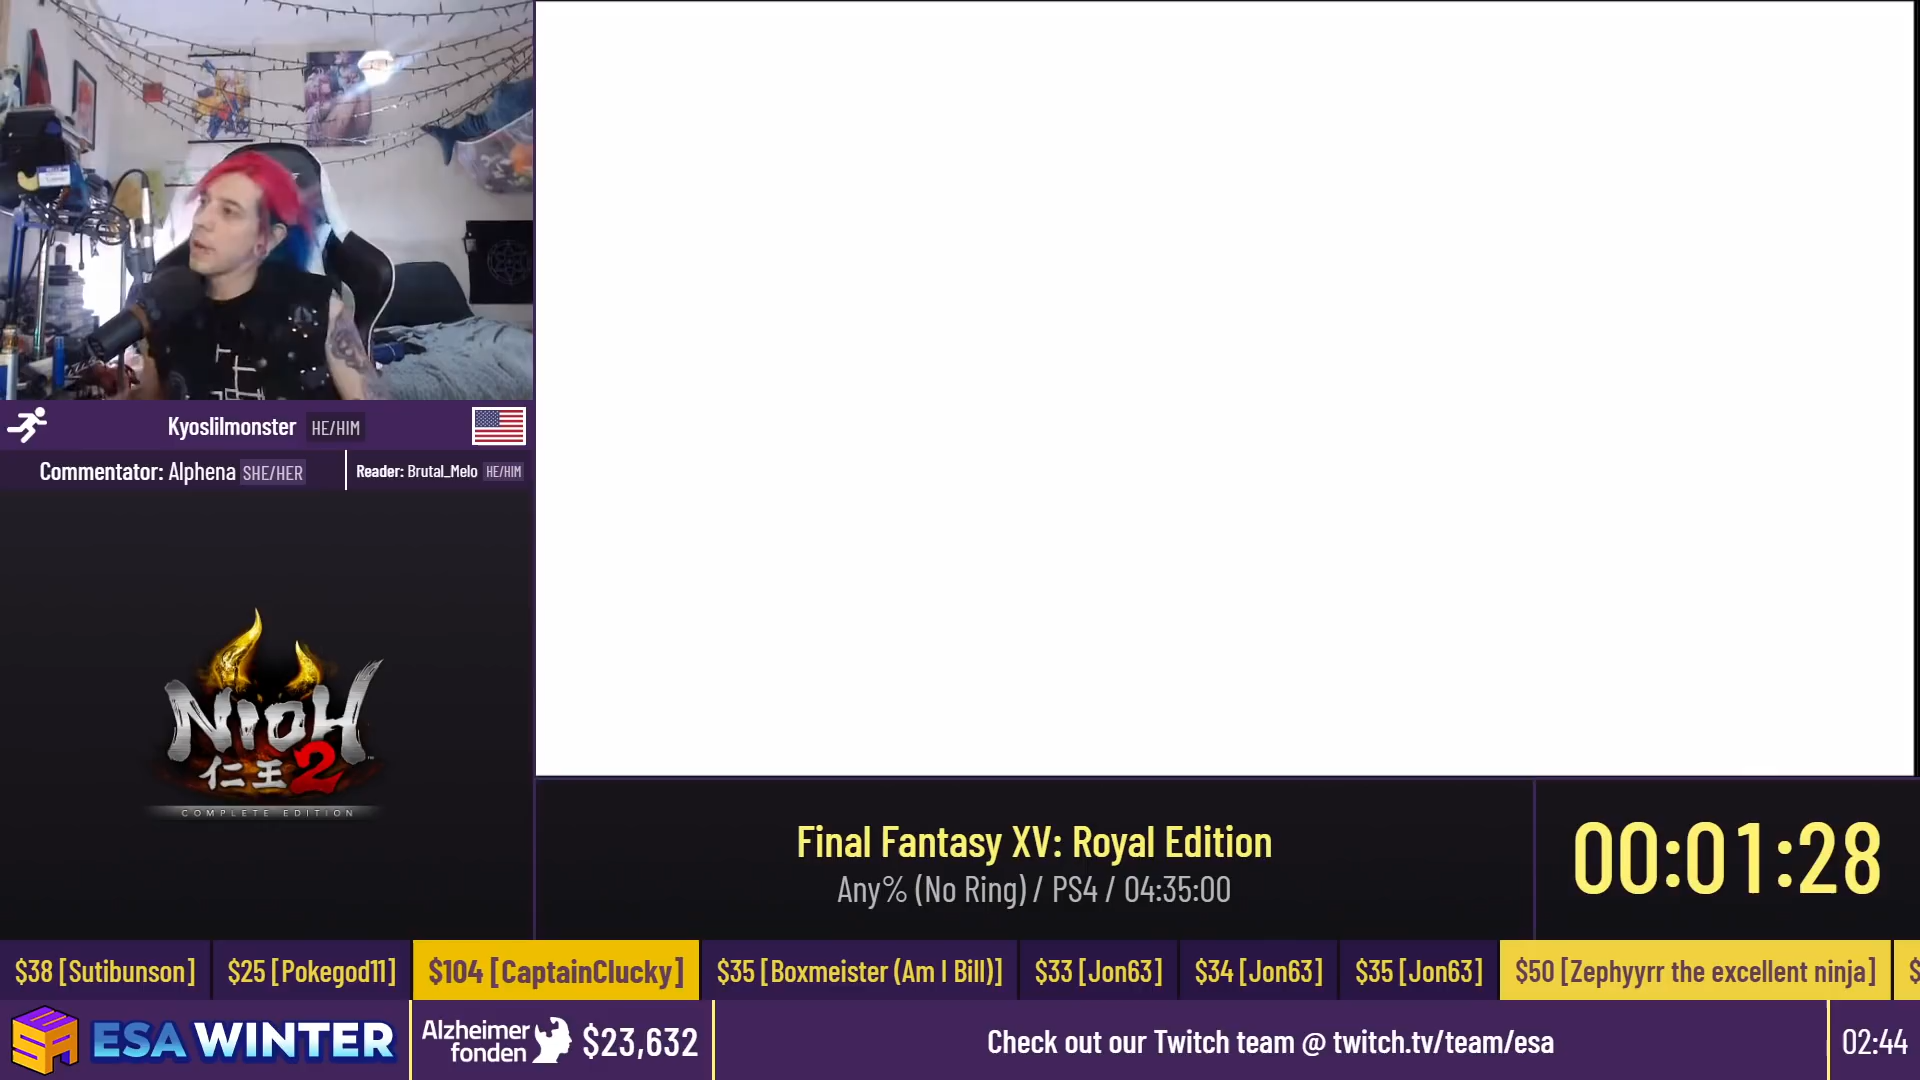 Kyoslilmonster HE/HIM
Commentator: Alphena SHE/HER
Reader: Brutal_Melo HE/HIM
NIOH
仁王2
COMPLETE EDITION
Final Fantasy XV: Royal Edition
Any% (No Ring) / PS4 / 04:35:00
00:01:28
$38 [Sutibunson] $25 [Pokegod11] $104 [CaptainClucky] $35 [Boxmeister (Am I Bill)] $33 [Jon63] $34 [Jon63] $35 [Jon63] $50 [Zephyyrr the excellent ninja] $
ESA WINTER
Alzheimer
fonden
$23,632
Check out our Twitch team @ twitch.tv/team/esa
02:44